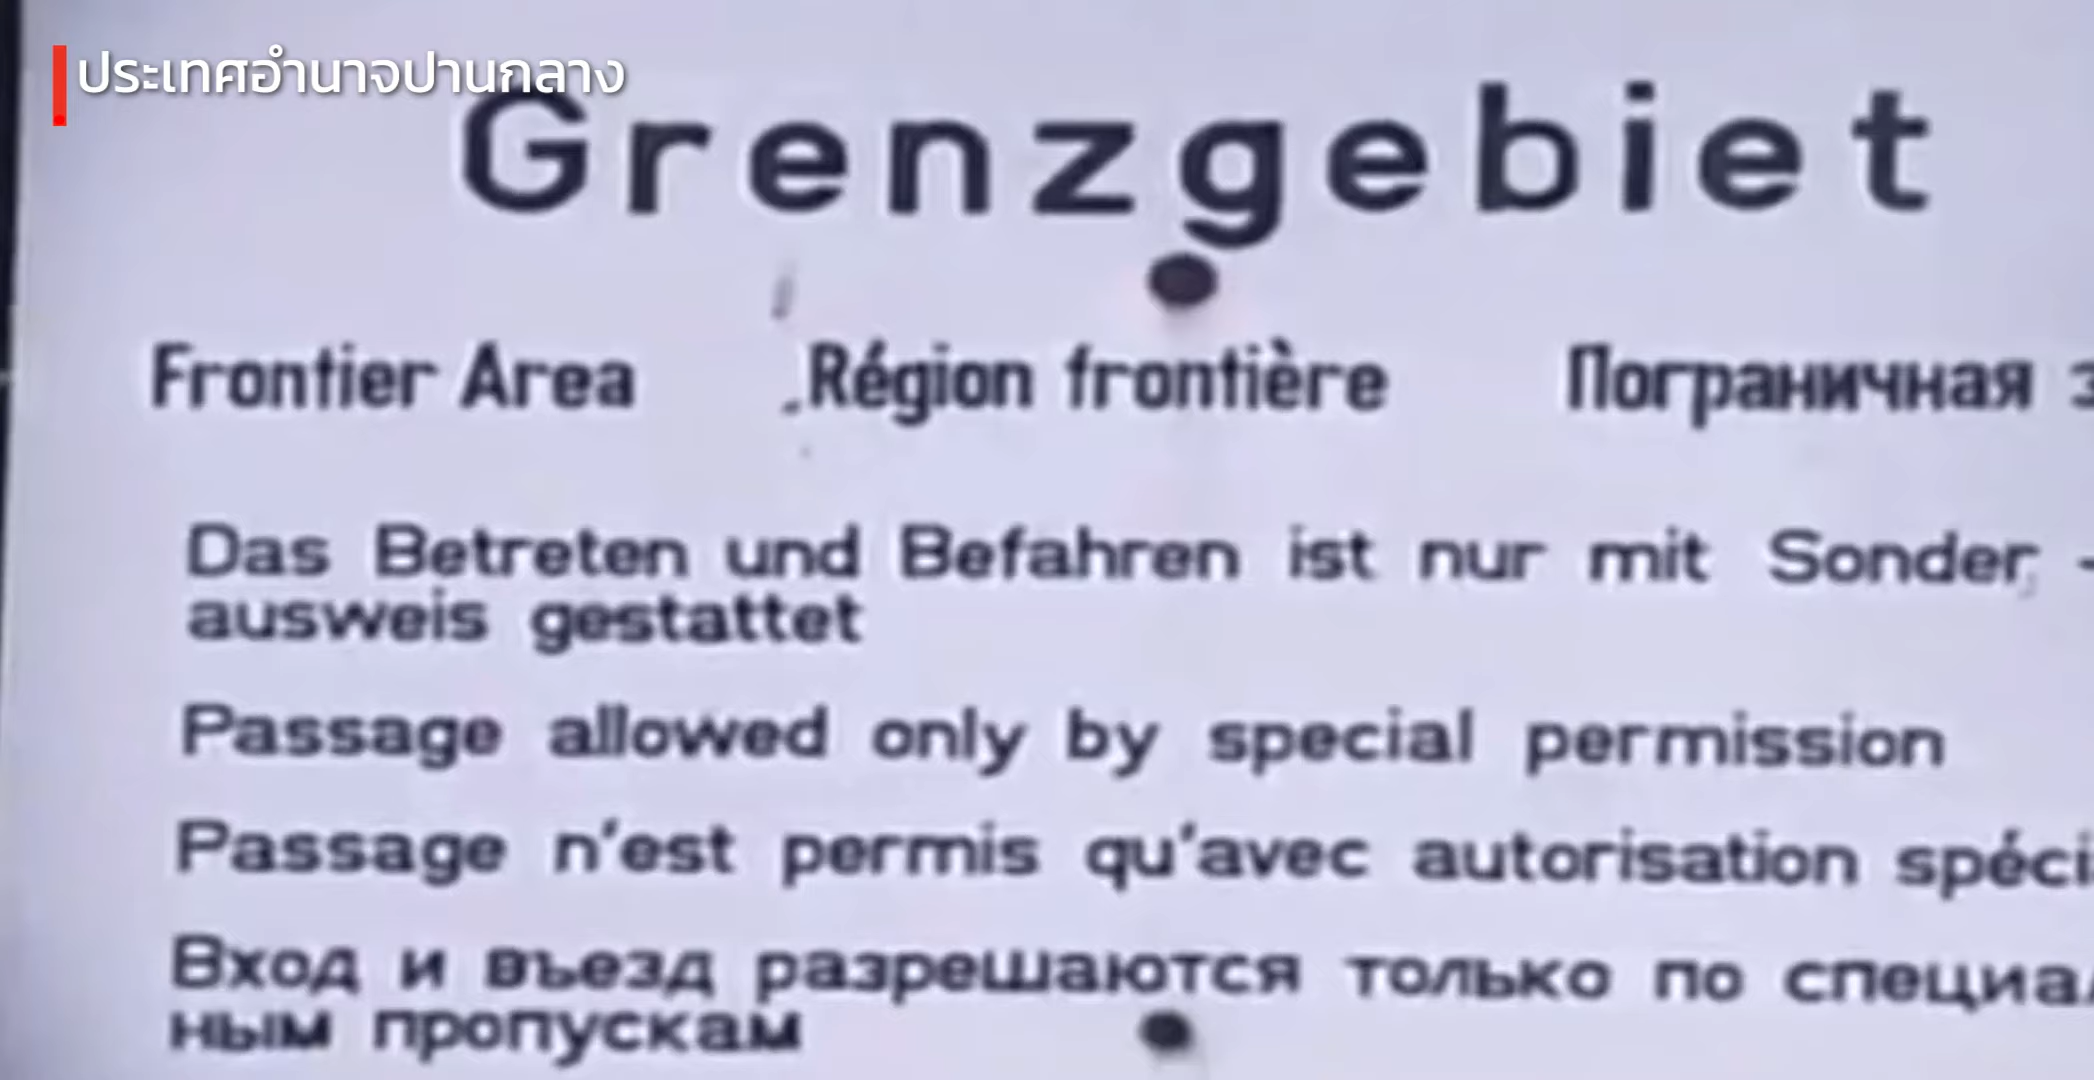 ประเทศอำนาจปานกลาง
Grenzgebiet
Frontier Area Région frontière Пограничная
Das Betreten und Befahren ist nur mit Sonder-
ausweis gestattet
Passage allowed only by special permission
Passage n'est permis qu'avec autorisation spéci
Вход и въезд разрешаются только по специал
ным пропускам